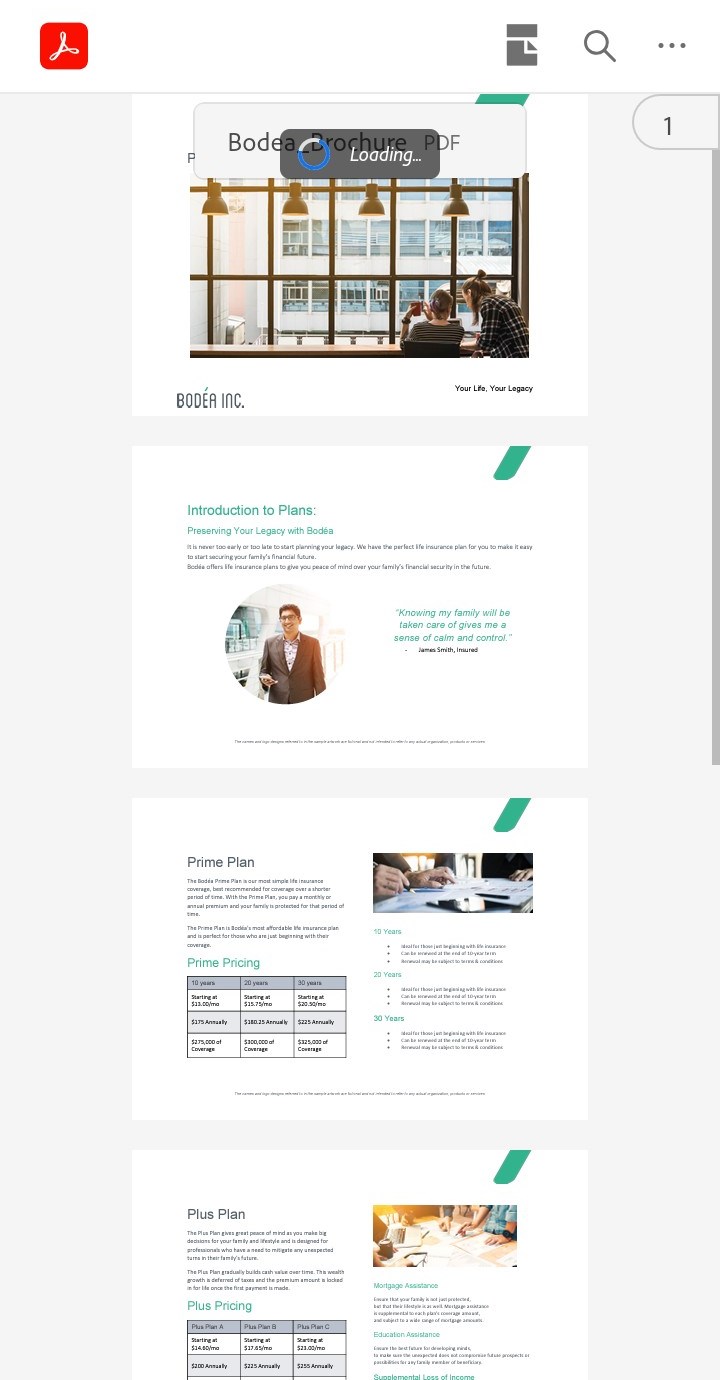 Bodea_Brochure PDF
Loading...
1
P
BODÉA INC.
Your Life, Your Legacy
Introduction to Plans:
Preserving Your Legacy with Bodéa
It is never too early or too late to start planning your legacy. We have the perfect life insurance plan for you to make it easy
to start securing your family's financial future.
Bodéa offers life insurance plans to give you peace of mind over your family's financial security in the future.
"Knowing my family will be
taken care of gives me a
sense of calm and control."
- James Smith, Insured
Prime Plan
The Bodéa Prime Plan is our most simple life insurance
coverage, best recommended for coverage over a shorter
period of time. With the Prime Plan, you pay a monthly or
annual premium and your family is protected for that period of
time.
The Prime Plan is Bodéa's most affordable life insurance plan
and is perfect for those who are just beginning with their
coverage.
Prime Pricing
10 years 20 years 30 years
Starting at Starting at Starting at
$13.00/mo $15.75/mo $20.50/mo
$175 Annually $180.25 Annually $225 Annually
$275,000 of $300,000 of $325,000 of
Coverage Coverage Coverage
10 Years
• Ideal for those just beginning with life insurance
• Can be renewed at the end of 10-year term
• Renewal may be subject to terms & conditions
20 Years
• Ideal for those just beginning with life insurance
• Can be renewed at the end of 10-year term
• Renewal may be subject to terms & conditions
30 Years
• Ideal for those just beginning with life insurance
• Can be renewed at the end of 10-year term
• Renewal may be subject to terms & conditions
Plus Plan
The Plus Plan gives great peace of mind as you make big
decisions for your family and lifestyle and is designed for
professionals who have a need to mitigate any unexpected
turns in their family's future.
The Plus Plan gradually builds cash value over time. This wealth
growth is deferred of taxes and the premium amount is locked
in for life once the first payment is made.
Plus Pricing
Plus Plan A Plus Plan B Plus Plan C
Starting at Starting at Starting at
$14.60/mo $17.65/mo $23.00/mo
$200 Annually $225 Annually $255 Annually
Mortgage Assistance
Ensure that your family is not just protected,
but that their lifestyle is as well. Mortgage assistance
is supplemental to each plan's coverage amount,
and subject to a wide range of mortgage amounts.
Education Assistance
Ensure the best future for developing minds,
to make sure the unexpected does not compromise future prospects or
possibilities for any family member of beneficiary.
Supplemental Loss of Income